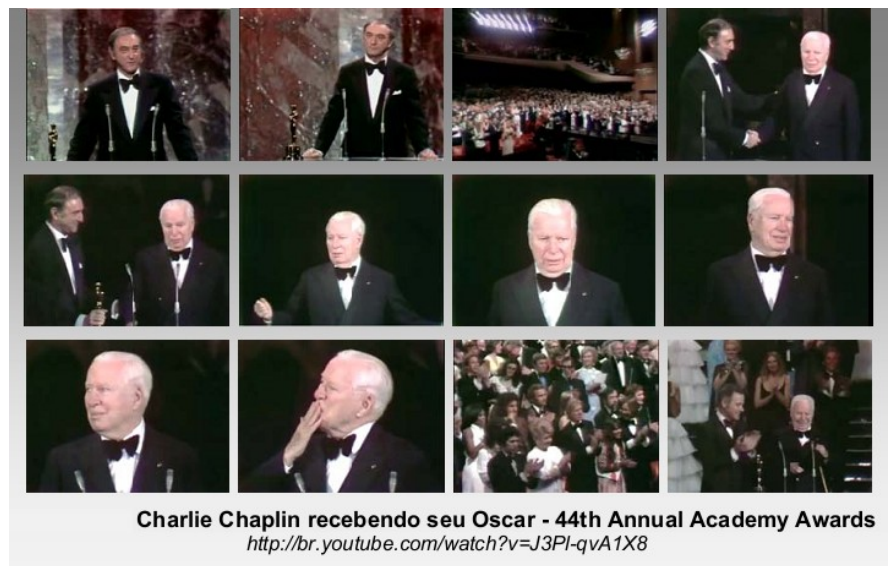 Charlie Chaplin recebendo seu Oscar - 44th Annual Academy Awards
http://br.youtube.com/watch?v=J3Pl-qvA1X8